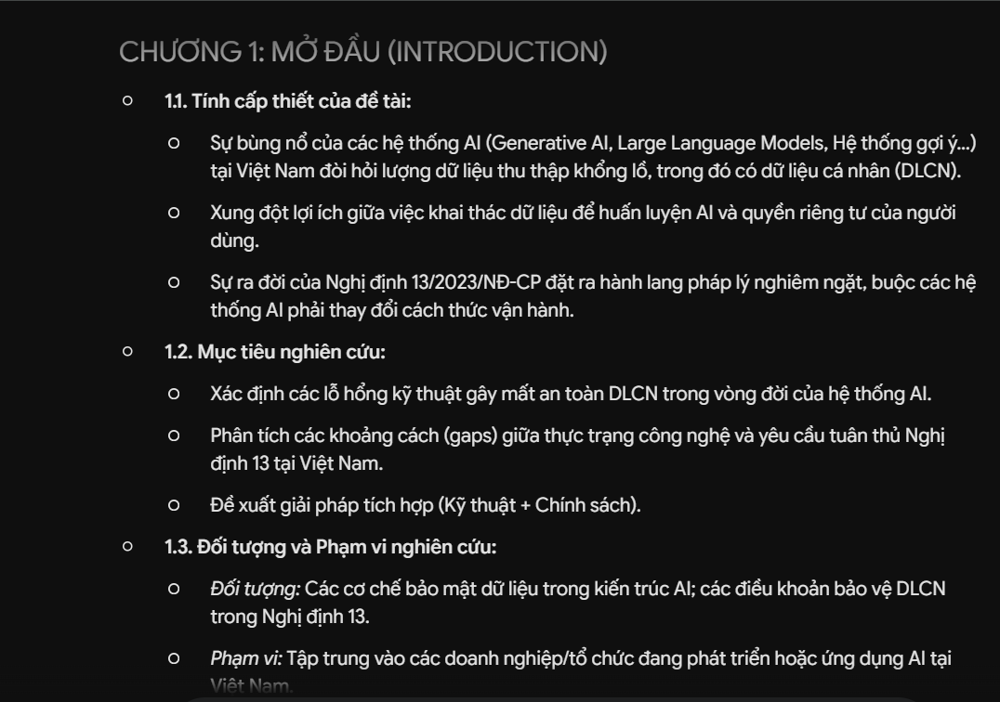 CHƯƠNG 1: MỞ ĐẦU (INTRODUCTION)
1.1. Tính cấp thiết của đề tài:
Sự bùng nổ của các hệ thống AI (Generative AI, Large Language Models, Hệ thống gợi ý...)
tại Việt Nam đòi hỏi lượng dữ liệu thu thập khổng lồ, trong đó có dữ liệu cá nhân (DLCN).
Xung đột lợi ích giữa việc khai thác dữ liệu để huấn luyện AI và quyền riêng tư của người
dùng.
Sự ra đời của Nghị định 13/2023/NĐ-CP đặt ra hành lang pháp lý nghiêm ngặt, buộc các hệ
thống AI phải thay đổi cách thức vận hành.
1.2. Mục tiêu nghiên cứu:
Xác định các lỗ hổng kỹ thuật gây mất an toàn DLCN trong vòng đời của hệ thống AI.
Phân tích các khoảng cách (gaps) giữa thực trạng công nghệ và yêu cầu tuân thủ Nghị
định 13 tại Việt Nam.
Đề xuất giải pháp tích hợp (Kỹ thuật + Chính sách).
1.3. Đối tượng và Phạm vi nghiên cứu:
Đối tượng: Các cơ chế bảo mật dữ liệu trong kiến trúc AI; các điều khoản bảo vệ DLCN
trong Nghị định 13.
Phạm vi: Tập trung vào các doanh nghiệp/tổ chức đang phát triển hoặc ứng dụng AI tại
Việt Nam.